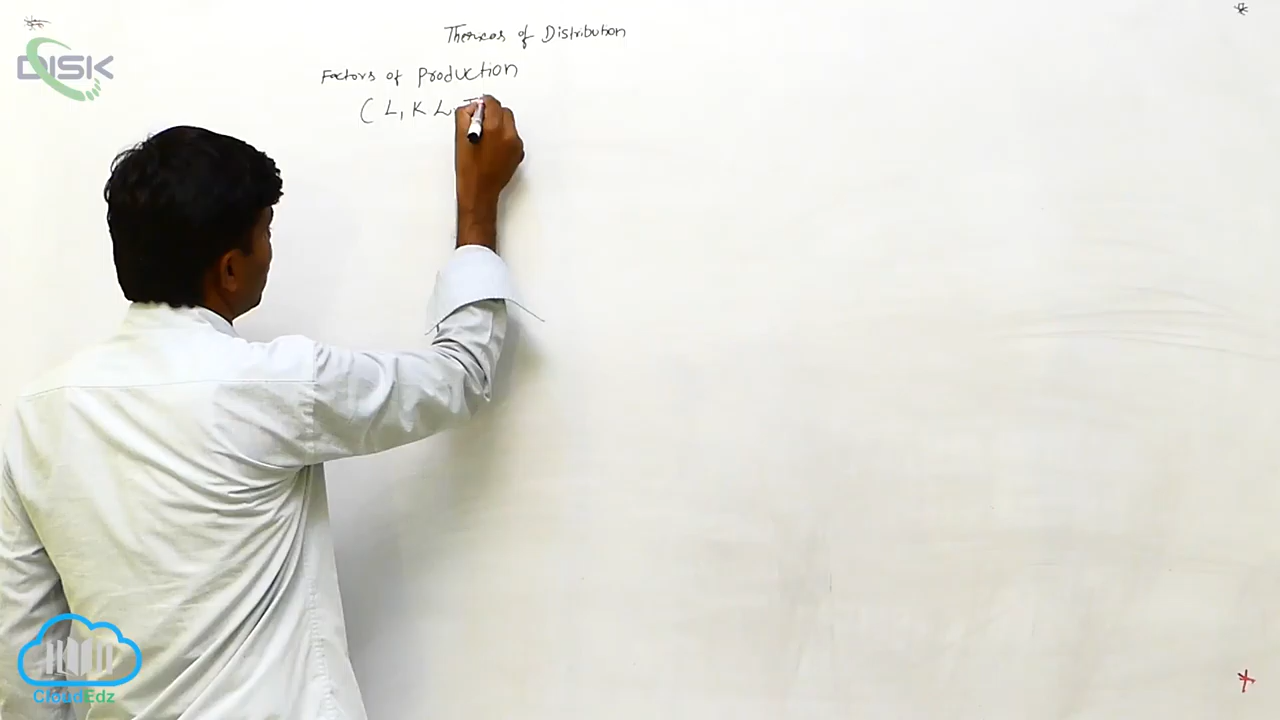 Theories of Distribution
DISK
Factors of production
( L, K L,
CloudEdz